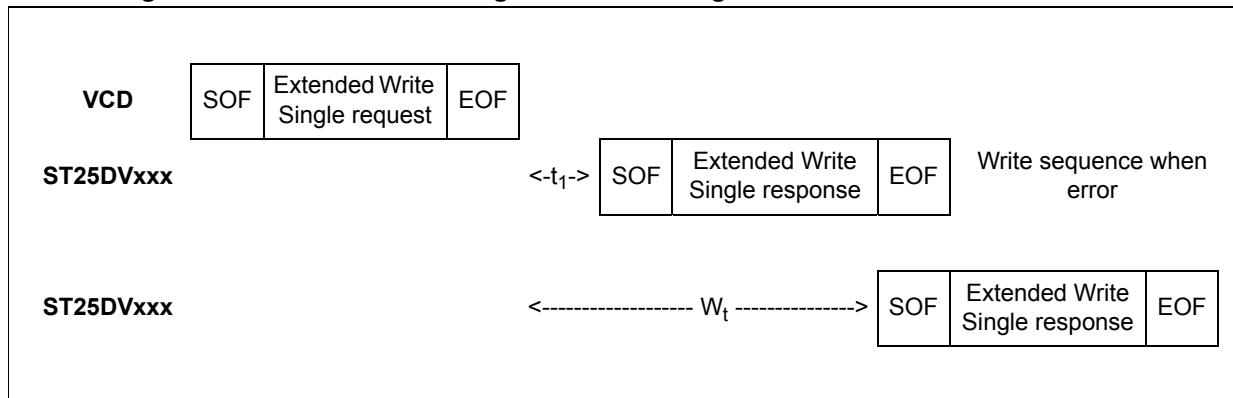 VCD SOF Extended Write Single request EOF
ST25DVxxx <-t1-> SOF Extended Write Single response EOF Write sequence when error
ST25DVxxx <------------------- Wt ---------------> SOF Extended Write Single response EOF